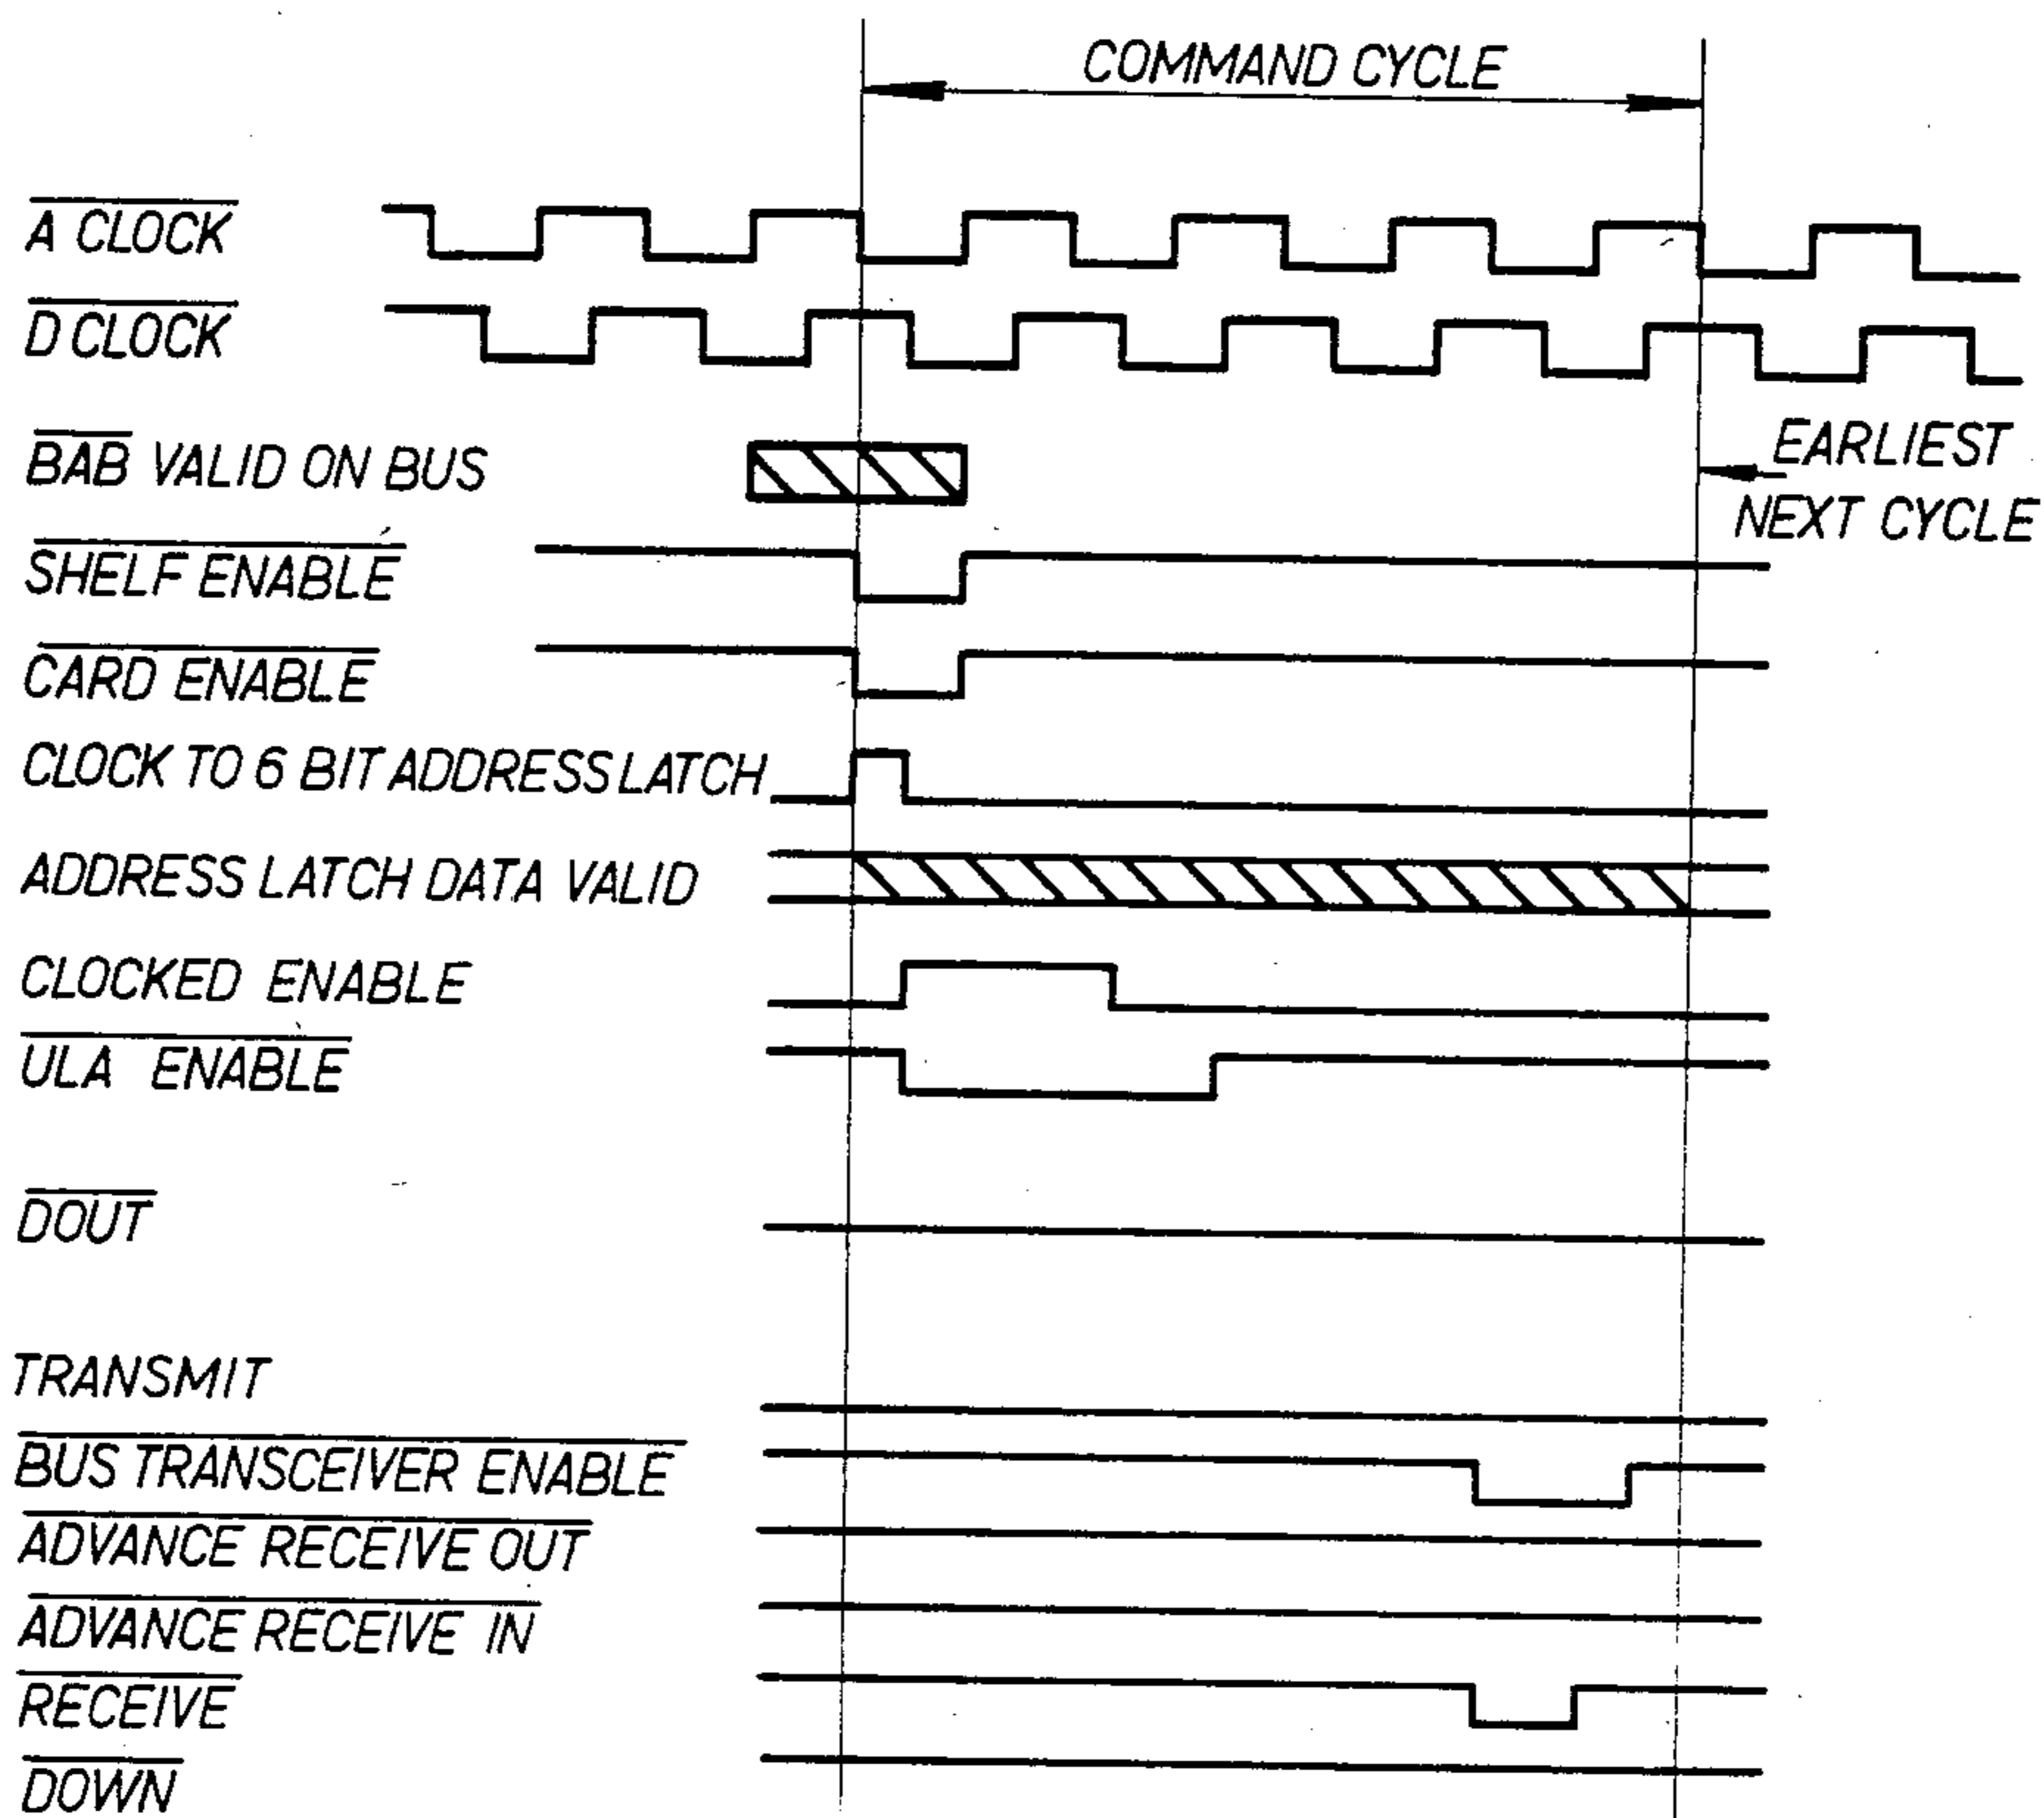 COMMAND CYCLE
A CLOCK
D CLOCK
BAB VALID ON BUS
EARLIEST
NEXT CYCLE
SHELF ENABLE
CARD ENABLE
CLOCK TO 6 BIT ADDRESS LATCH
ADDRESS LATCH DATA VALID
CLOCKED ENABLE
ULA ENABLE
DOUT
TRANSMIT
BUS TRANSCEIVER ENABLE
ADVANCE RECEIVE OUT
ADVANCE RECEIVE IN
RECEIVE
DOWN